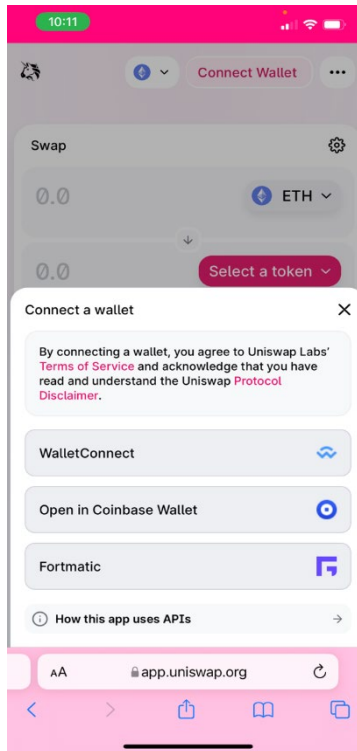 10:11
Connect Wallet
Swap
0.0
ETH
0.0
Select a token
Connect a wallet
By connecting a wallet, you agree to Uniswap Labs’
Terms of Service and acknowledge that you have
read and understand the Uniswap Protocol
Disclaimer.
WalletConnect
Open in Coinbase Wallet
Fortmatic
How this app uses APIs
AA
app.uniswap.org